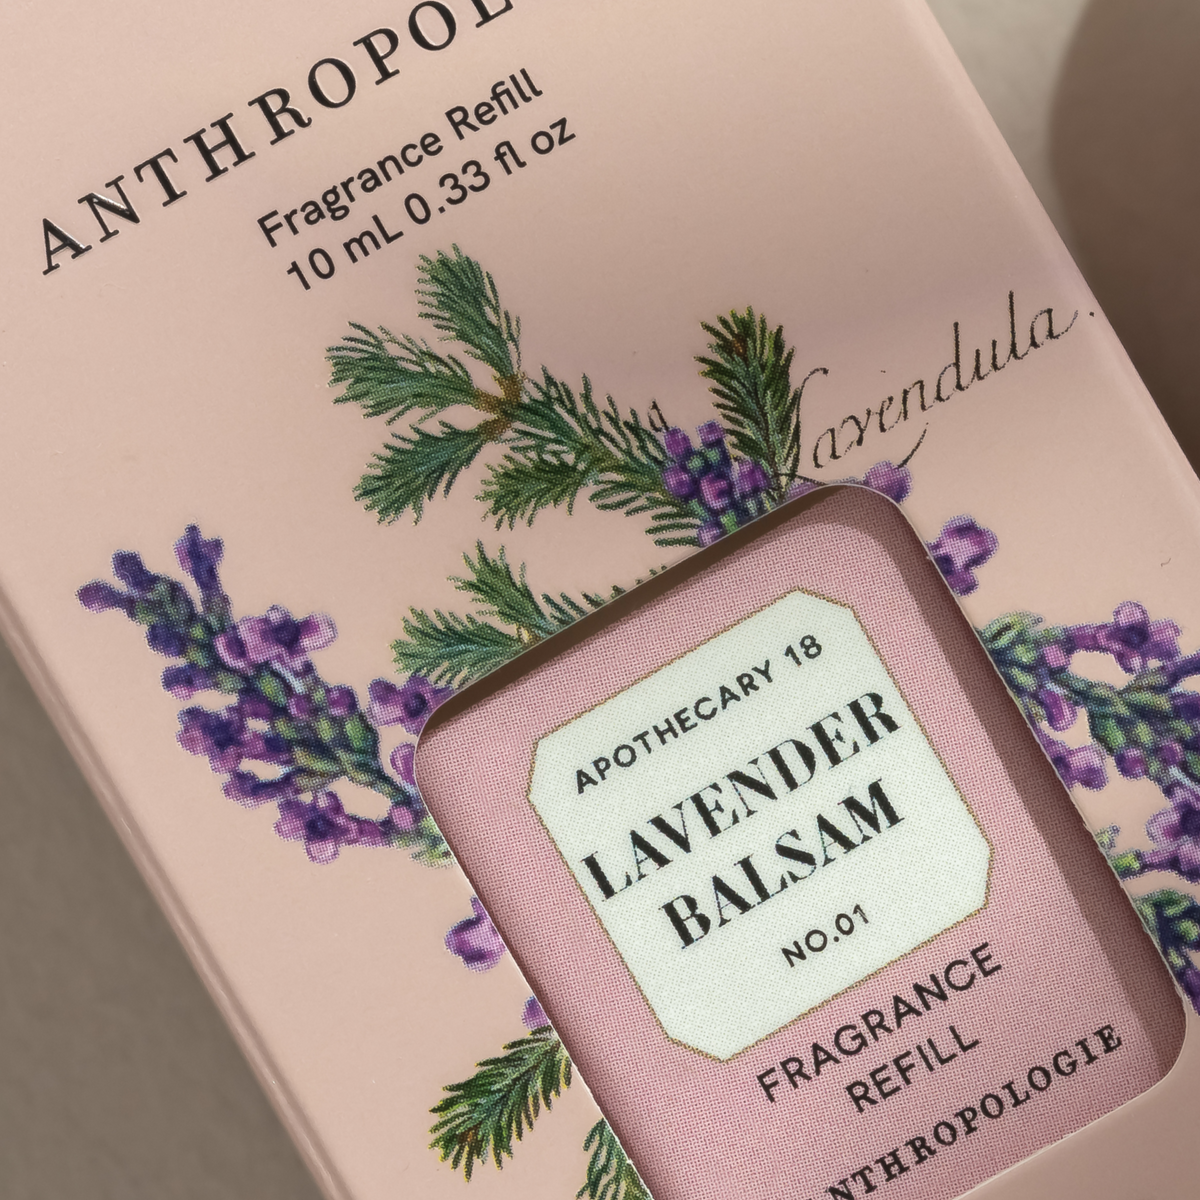 ANTHROPOL
Fragrance Refill
10 mL 0.33 fl oz
lavendula.
APOTHECARY 18
LAVENDER
BALSAM
NO.01
FRAGRANCE
REFILL
ANTHROPOLOGIE